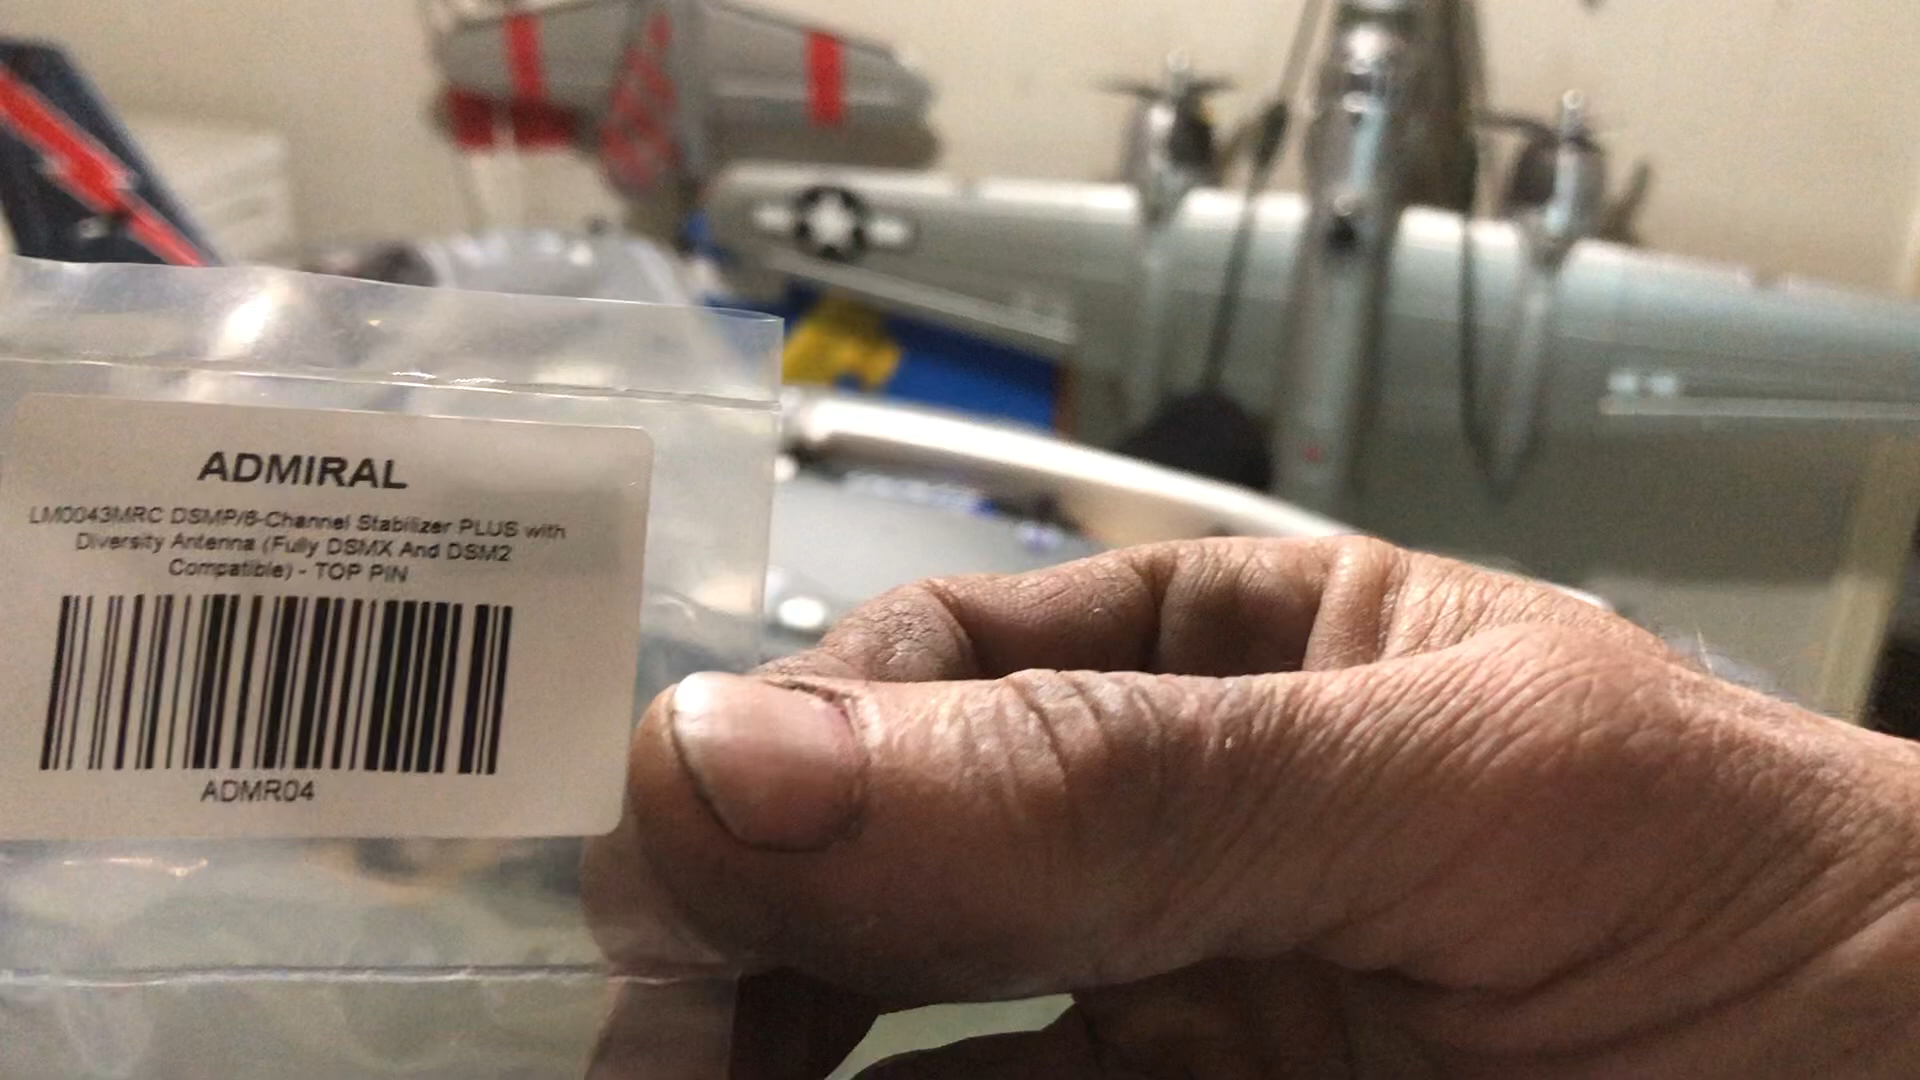 ADMIRAL
LM0043MRC DSMP/6-Channel Stabilizer PLUS with
Diversity Antenna (Fully DSMX And DSM2
Compatible) - TOP PIN
ADMR04